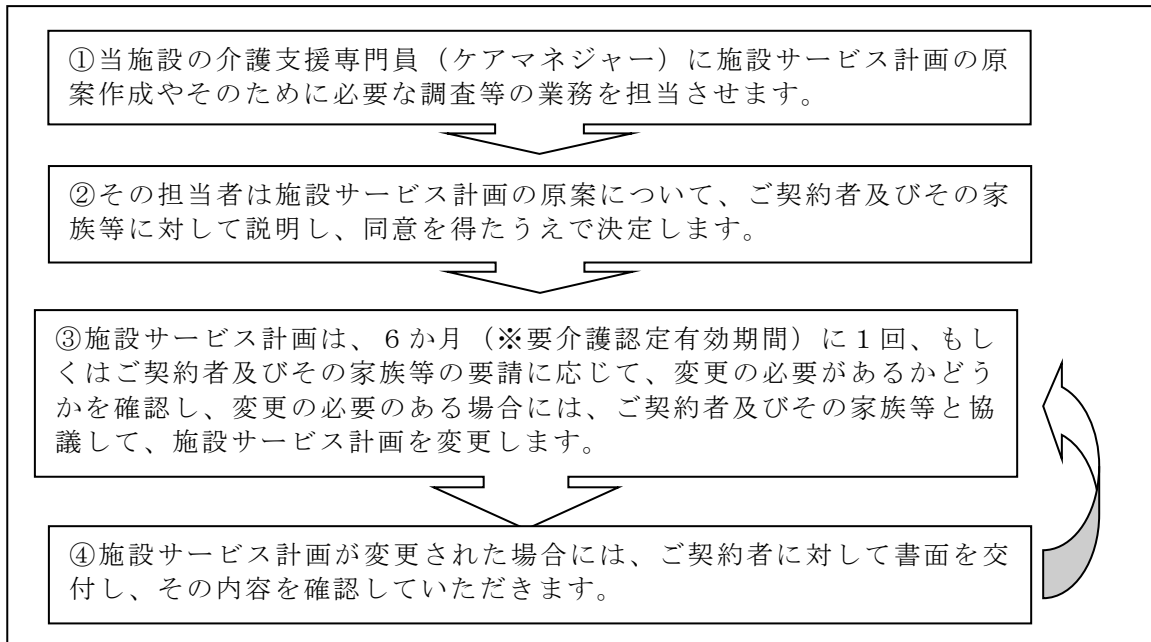 ①当施設の介護支援専門員（ケアマネジャー）に施設サービス計画の原
案作成やそのために必要な調査等の業務を担当させます。
②その担当者は施設サービス計画の原案について、ご契約者及びその家
族等に対して説明し、同意を得たうえで決定します。
③施設サービス計画は、６か月（※要介護認定有効期間）に１回、もし
くはご契約者及びその家族等の要請に応じて、変更の必要があるかどう
かを確認し、変更の必要のある場合には、ご契約者及びその家族等と協
議して、施設サービス計画を変更します。
④施設サービス計画が変更された場合には、ご契約者に対して書面を交
付し、その内容を確認していただきます。